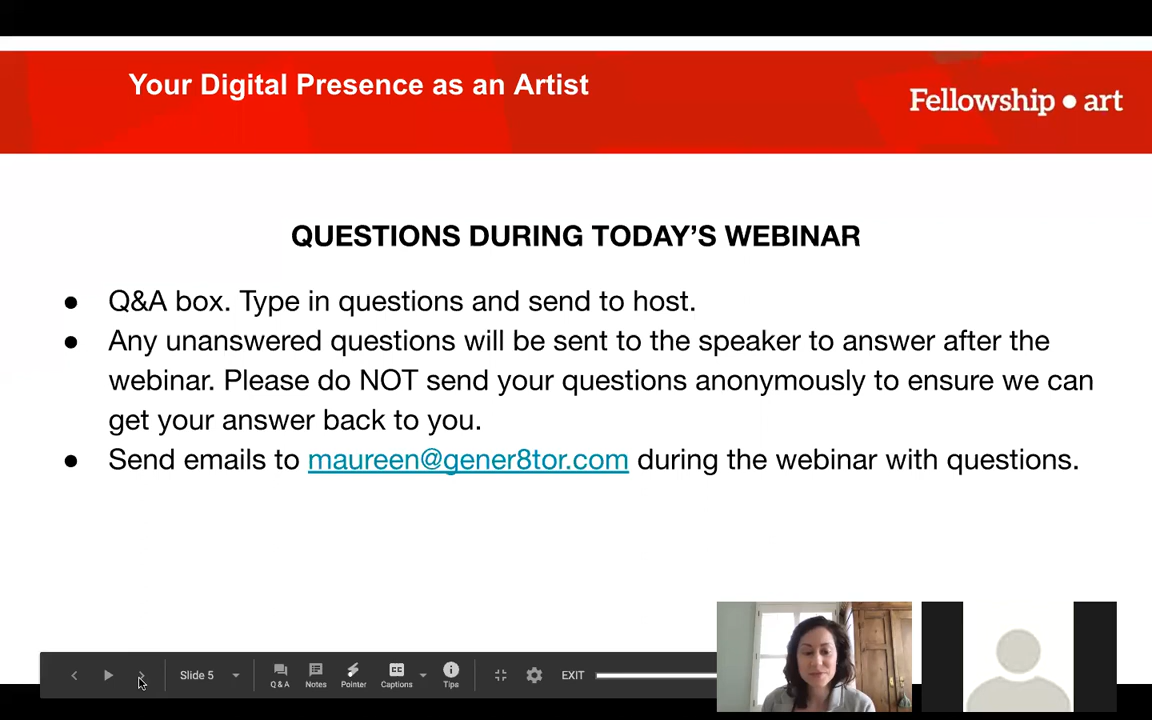 Your Digital Presence as an Artist
Fellowship • art
QUESTIONS DURING TODAY’S WEBINAR
● Q&A box. Type in questions and send to host.
● Any unanswered questions will be sent to the speaker to answer after the
webinar. Please do NOT send your questions anonymously to ensure we can
get your answer back to you.
● Send emails to maureen@gener8tor.com during the webinar with questions.
Slide 5
Q&A
Notes
Pointer
CC
Captions
Tips
EXIT